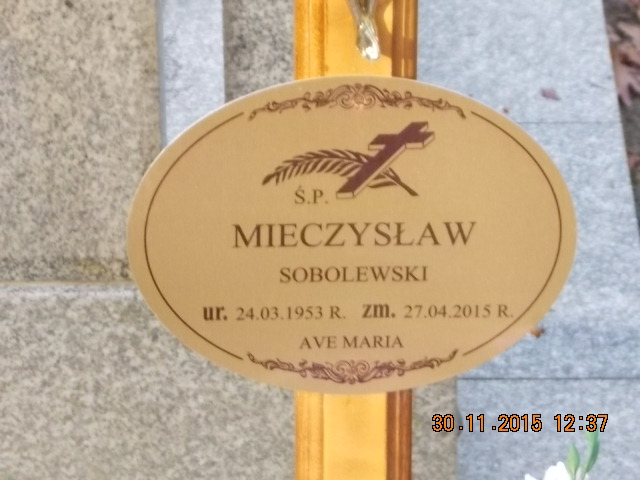 Ś.P.
MIECZYSŁAW
SOBOLEWSKI
ur. 24.03.1953 R. zm. 27.04.2015 R.
AVE MARIA
30.11.2015 12:37